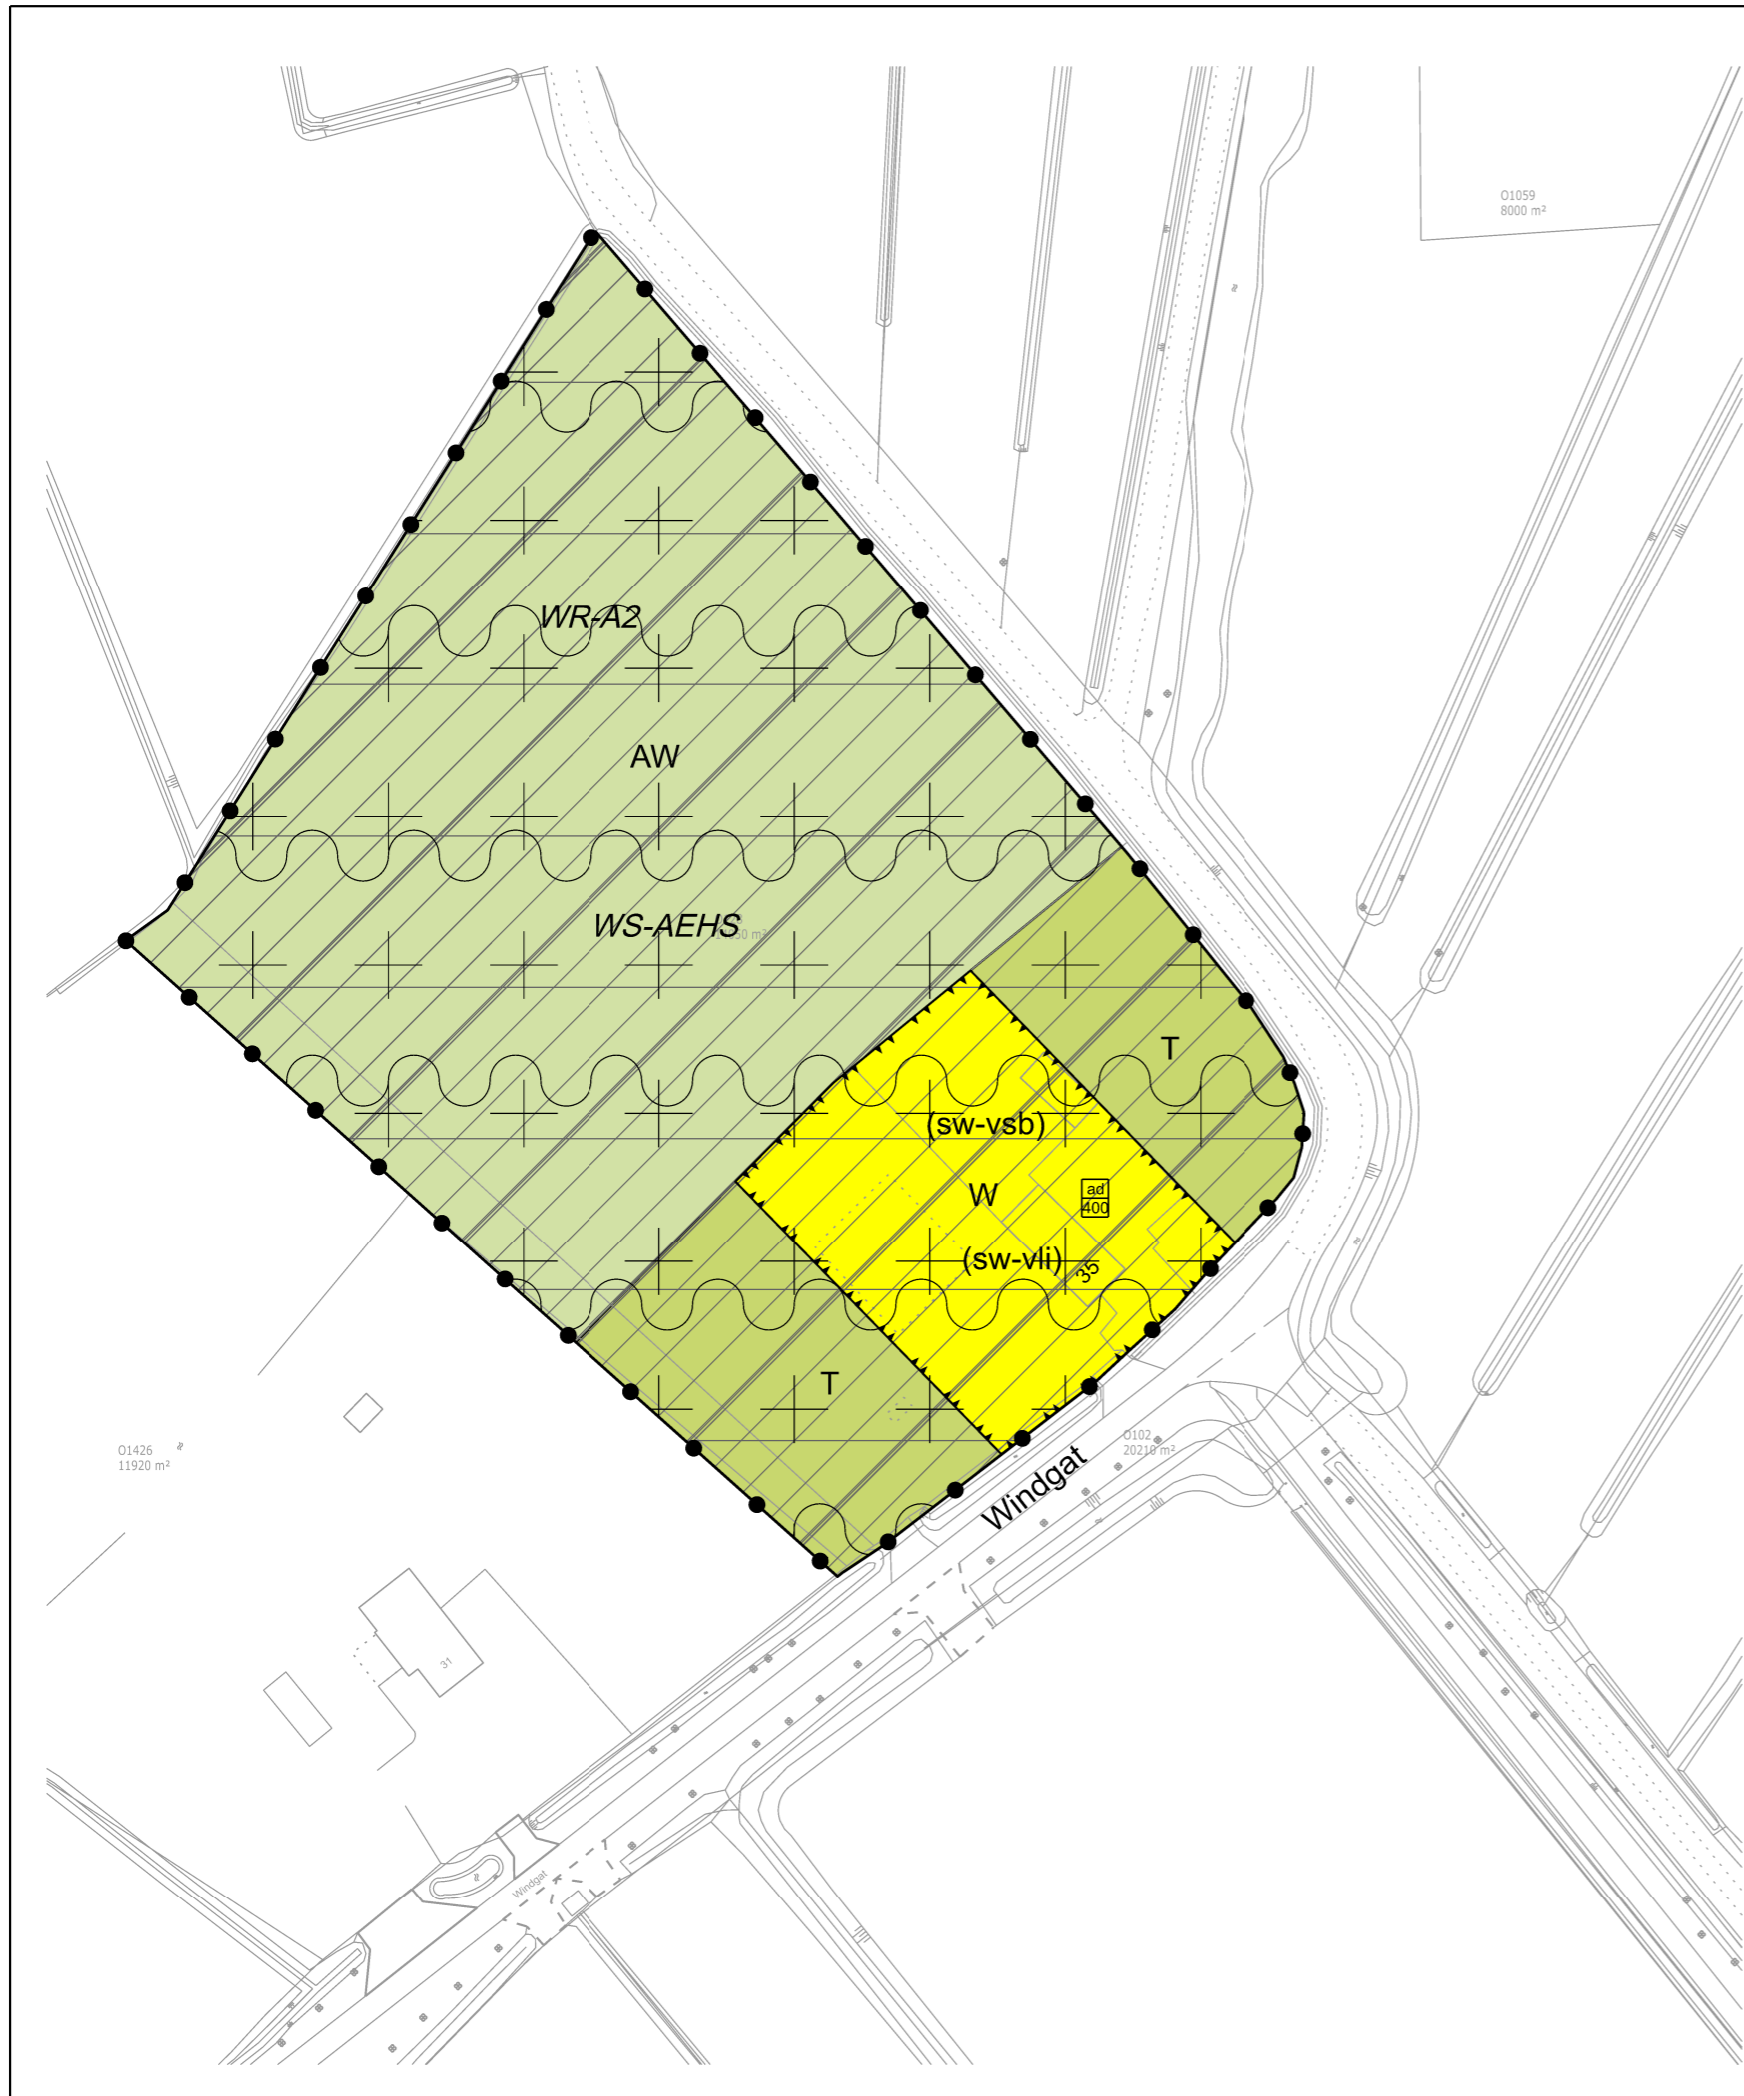 O1059
8000 m²
WR-A2
AW
WS-AEHS
T
(sw-vsb)
W
ad
400
(sw-vli)
35
T
Windgat
O102
20210 m²
O1426
11920 m²
31
Windgat